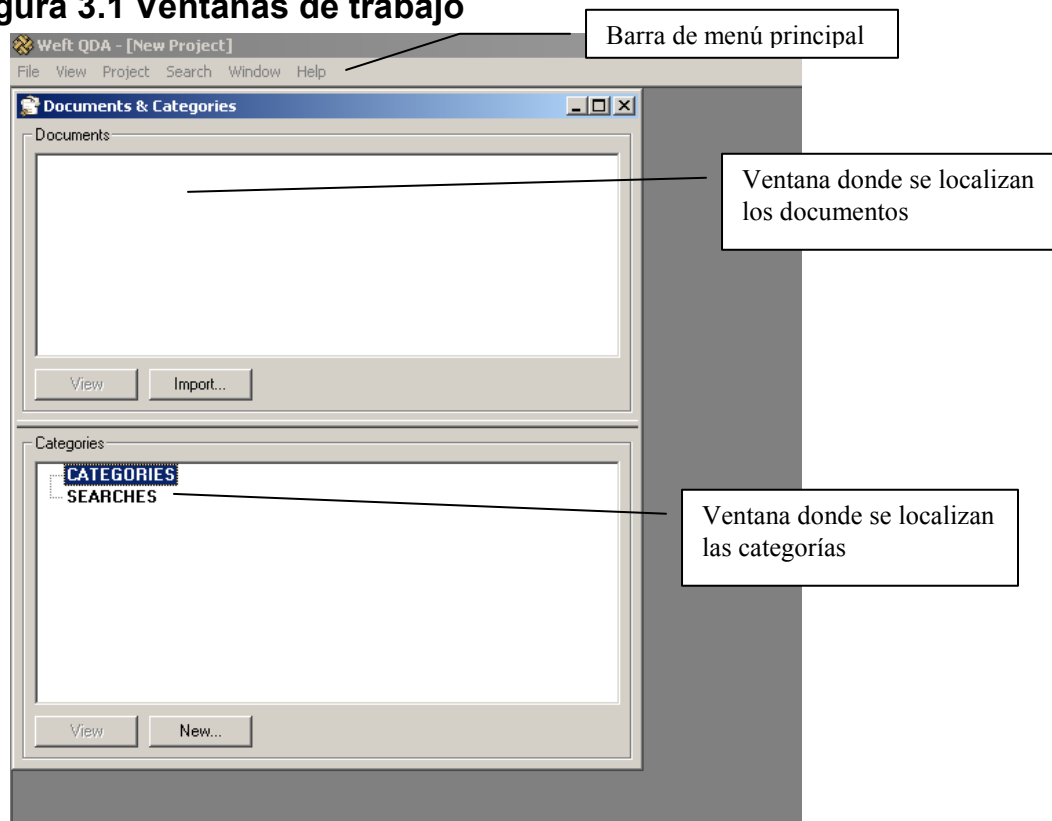 gura 3.1 Ventanas de trabajo
Barra de menú principal
Weft QDA - [New Project]
File View Project Search Window Help
Documents & Categories
Documents
Ventana donde se localizan
los documentos
View Import...
Categories
CATEGORIES
SEARCHES
Ventana donde se localizan
las categorías
View New...